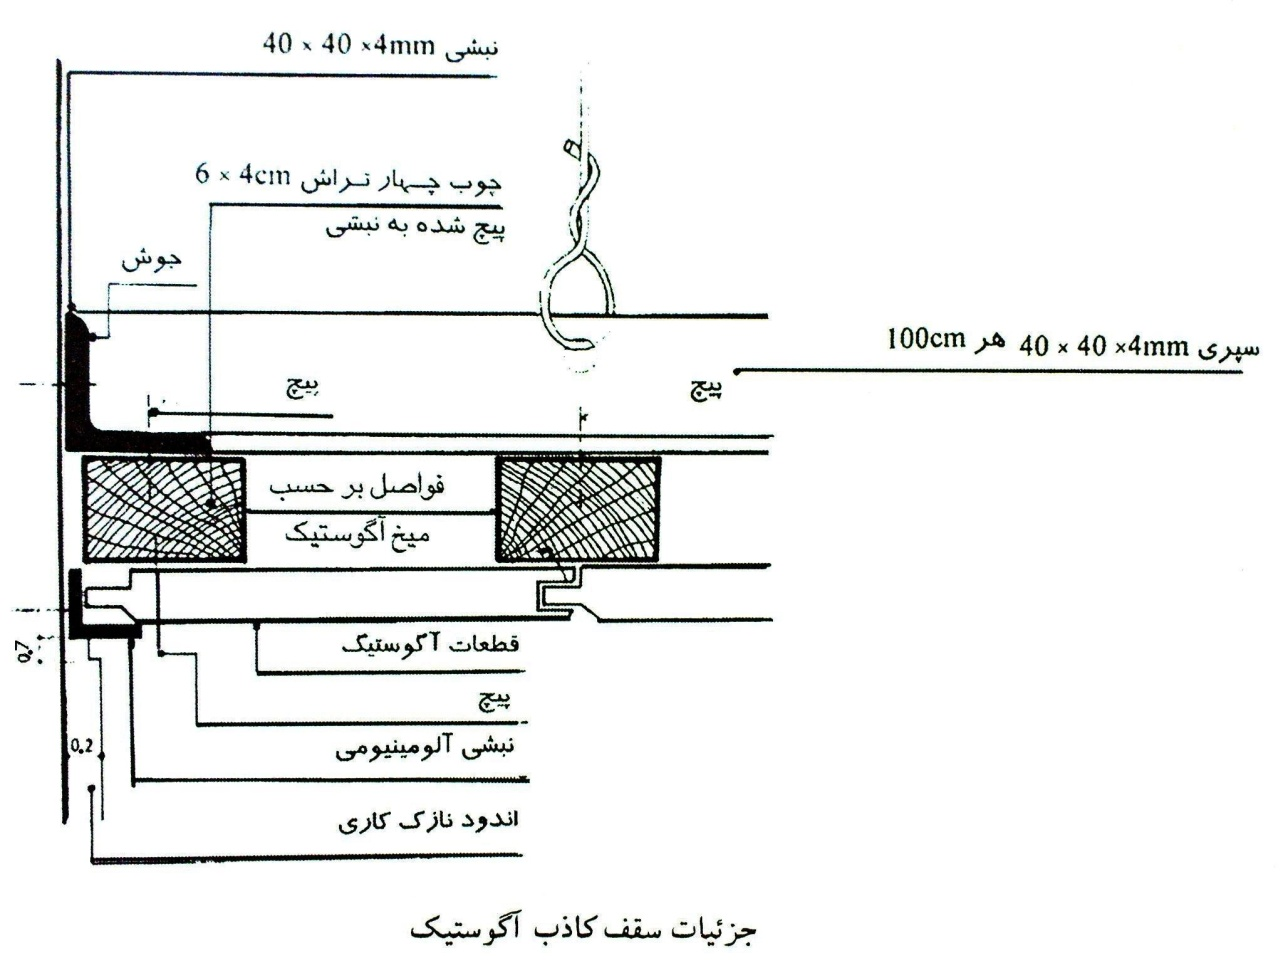 نبشی 40 × 40 ×4mm
چوب چهار تراش 6 × 4cm
پیچ شده به نبشی
جوش
سپری 40 × 40 ×4mm هر 100cm
پیچ
پیچ
فواصل بر حسب
میخ آگوستیک
قطعات آگوستیک
0.7
پیچ
نبشی آلومینیومی
0.2
اندود نازک کاری
جزئیات سقف کاذب آگوستیک